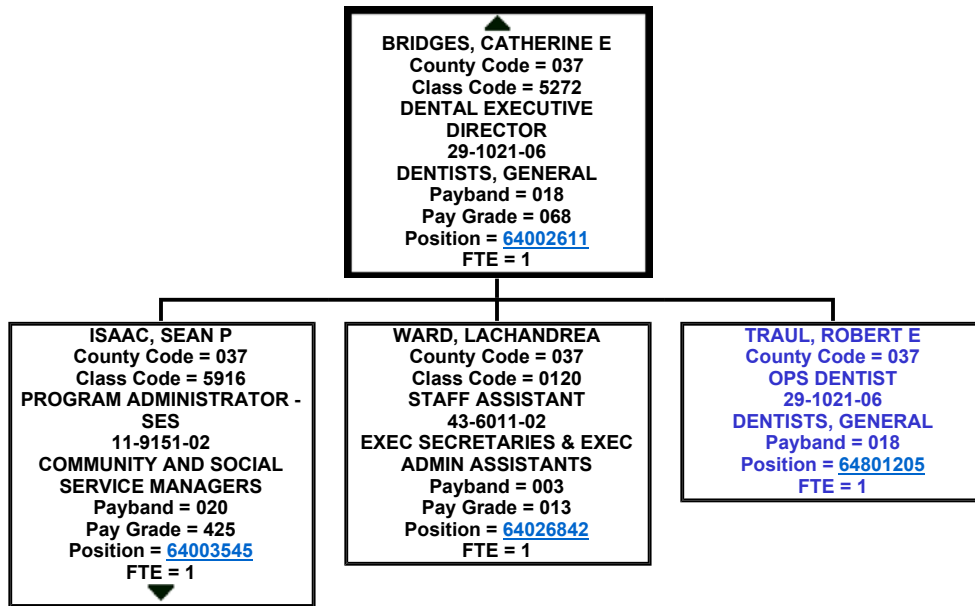 BRIDGES, CATHERINE E
County Code = 037
Class Code = 5272
DENTAL EXECUTIVE
DIRECTOR
29-1021-06
DENTISTS, GENERAL
Payband = 018
Pay Grade = 068
Position = 64002611
FTE = 1
ISAAC, SEAN P
County Code = 037
Class Code = 5916
PROGRAM ADMINISTRATOR -
SES
11-9151-02
COMMUNITY AND SOCIAL
SERVICE MANAGERS
Payband = 020
Pay Grade = 425
Position = 64003545
FTE = 1
WARD, LACHANDREA
County Code = 037
Class Code = 0120
STAFF ASSISTANT
43-6011-02
EXEC SECRETARIES & EXEC
ADMIN ASSISTANTS
Payband = 003
Pay Grade = 013
Position = 64026842
FTE = 1
TRAUL, ROBERT E
County Code = 037
OPS DENTIST
29-1021-06
DENTISTS, GENERAL
Payband = 018
Position = 64801205
FTE = 1